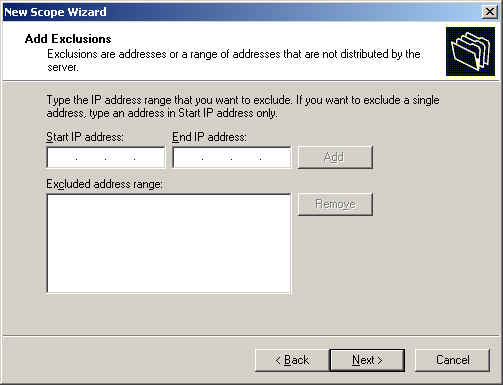 New Scope Wizard
Add Exclusions
Exclusions are addresses or a range of addresses that are not distributed by the
server.
Type the IP address range that you want to exclude. If you want to exclude a single
address, type an address in Start IP address only.
Start IP address: End IP address:
. . . . . . Add
Excluded address range:
Remove
< Back Next > Cancel